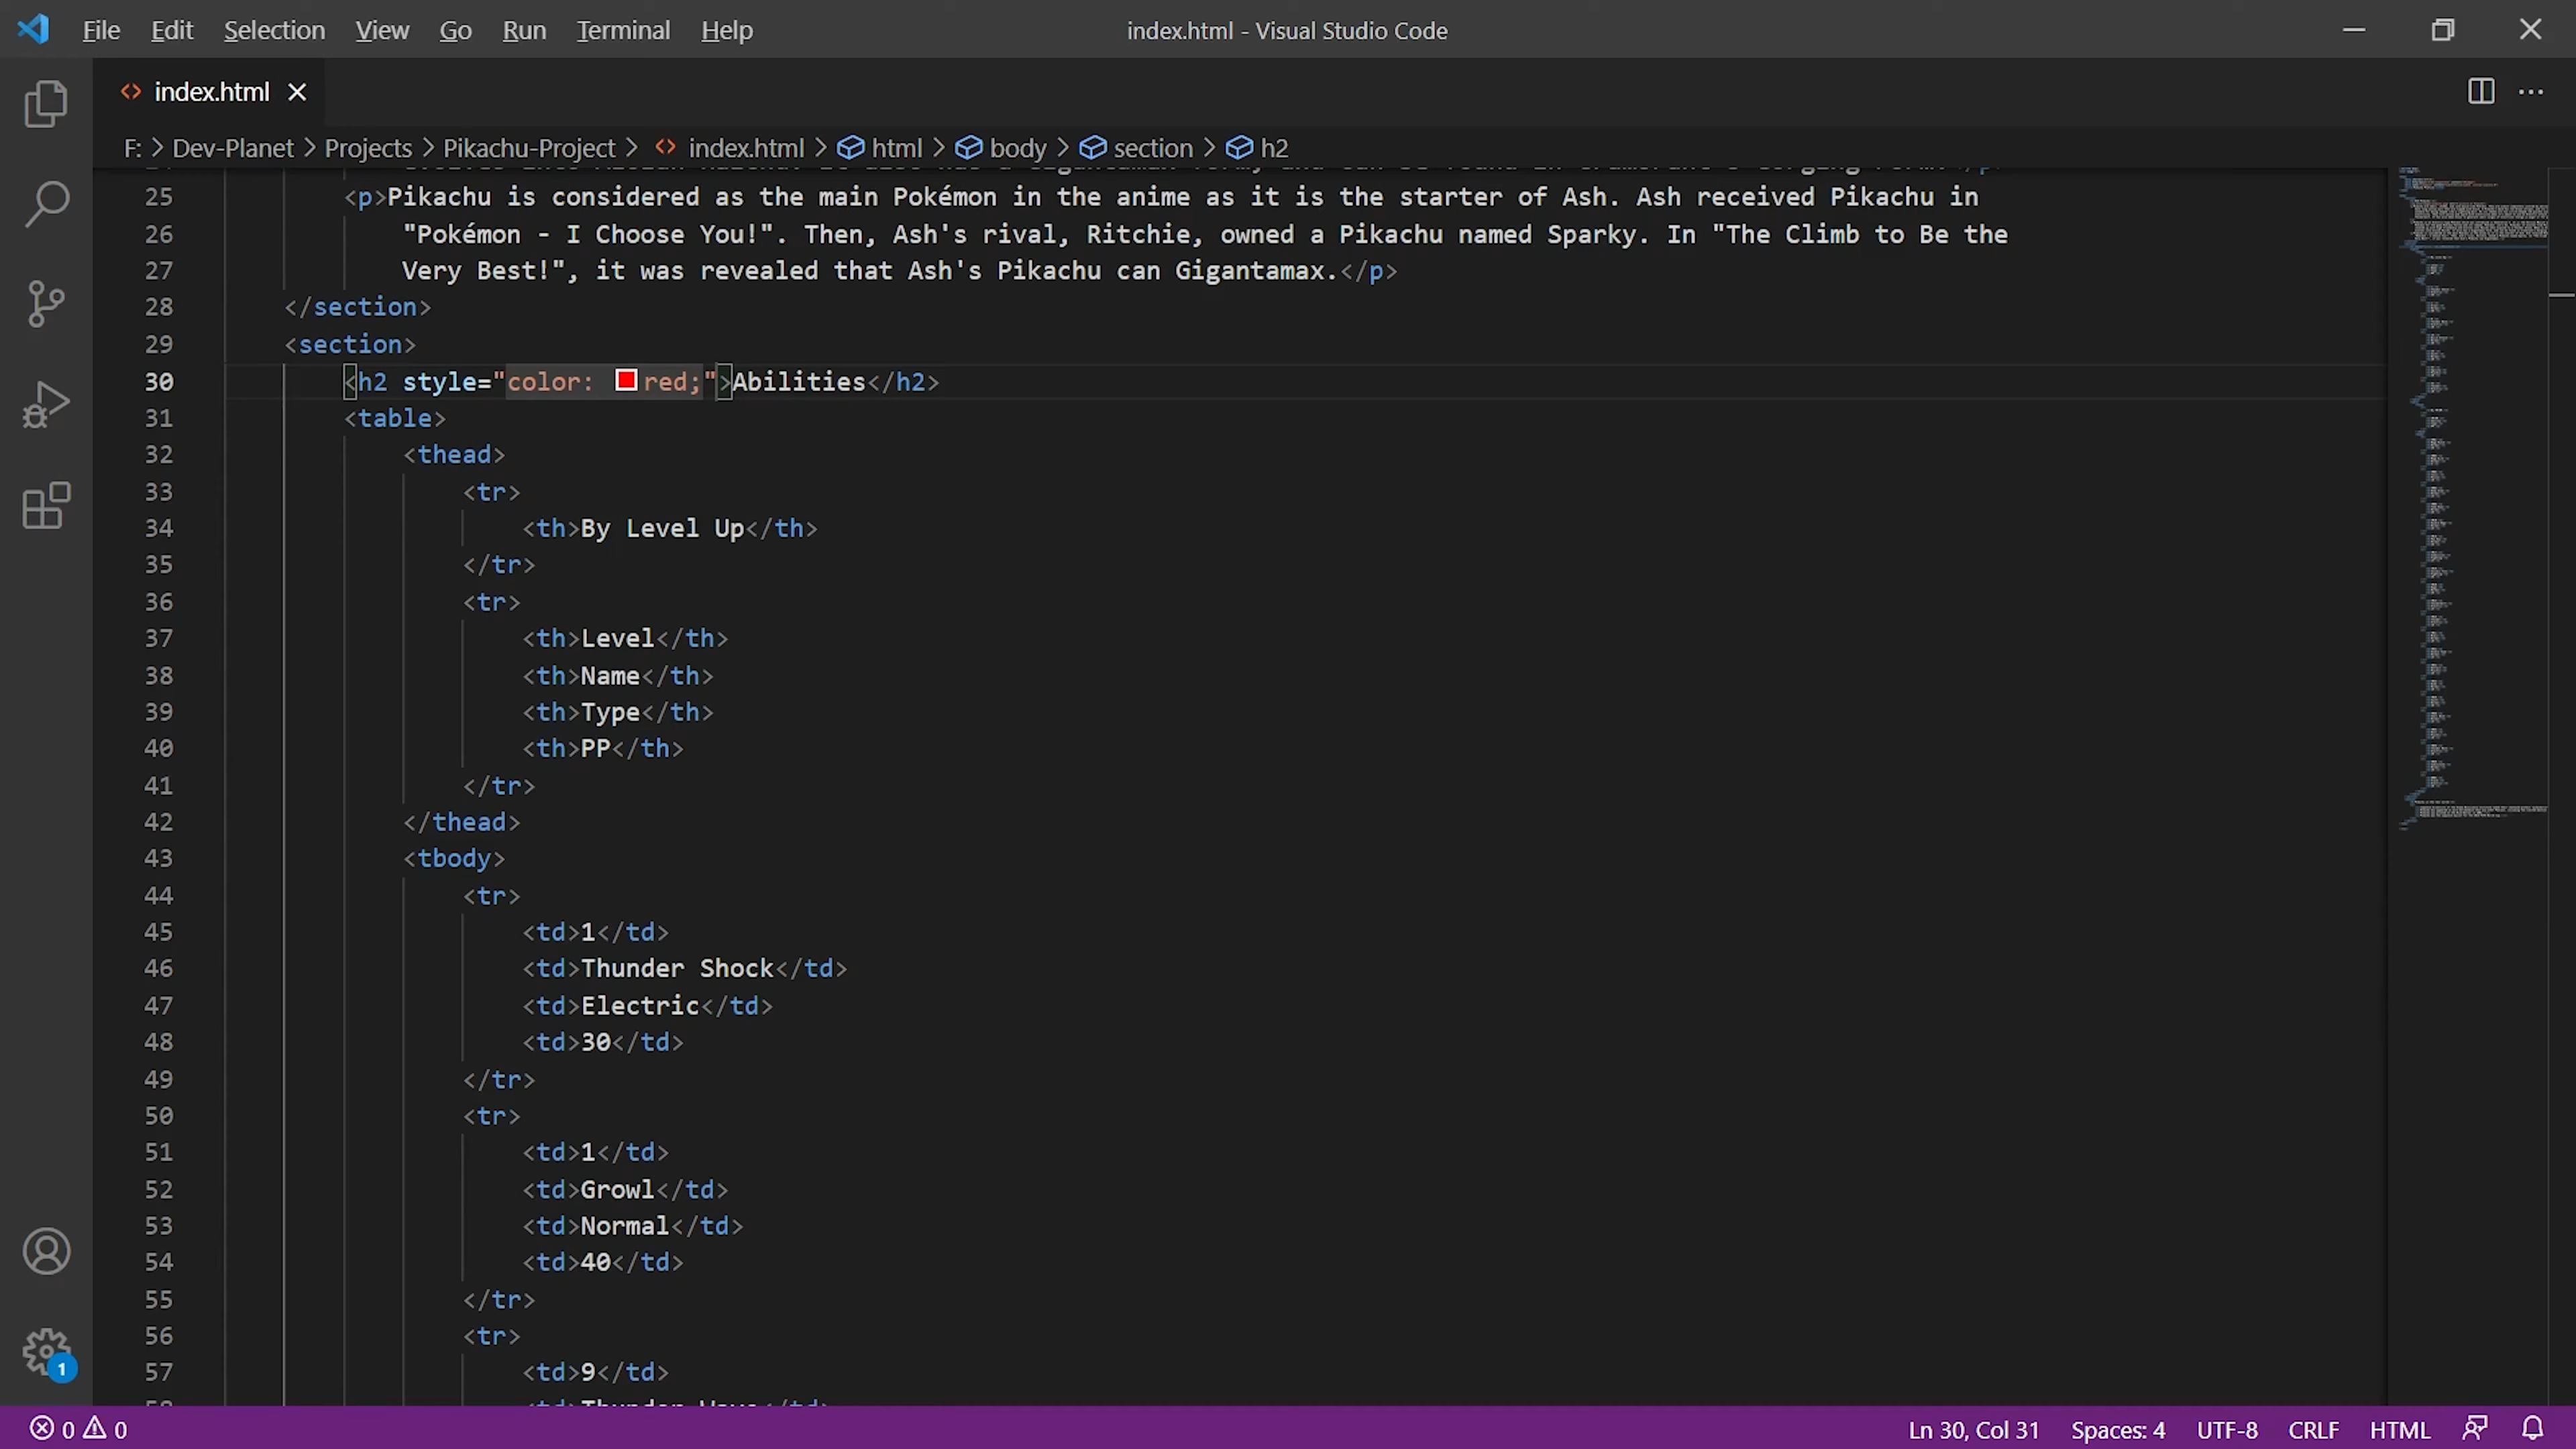 File Edit Selection View Go Run Terminal Help index.html - Visual Studio Code
index.html
F: > Dev-Planet > Projects > Pikachu-Project > index.html > html > body > section > h2
25 <p>Pikachu is considered as the main Pokémon in the anime as it is the starter of Ash. Ash received Pikachu in
26 "Pokémon - I Choose You!". Then, Ash's rival, Ritchie, owned a Pikachu named Sparky. In "The Climb to Be the
27 Very Best!", it was revealed that Ash's Pikachu can Gigantamax.</p>
28 </section>
29 <section>
30 <h2 style="color: red;">Abilities</h2>
31 <table>
32 <thead>
33 <tr>
34 <th>By Level Up</th>
35 </tr>
36 <tr>
37 <th>Level</th>
38 <th>Name</th>
39 <th>Type</th>
40 <th>PP</th>
41 </tr>
42 </thead>
43 <tbody>
44 <tr>
45 <td>1</td>
46 <td>Thunder Shock</td>
47 <td>Electric</td>
48 <td>30</td>
49 </tr>
50 <tr>
51 <td>1</td>
52 <td>Growl</td>
53 <td>Normal</td>
54 <td>40</td>
55 </tr>
56 <tr>
57 <td>9</td>
1
0 0 Ln 30, Col 31 Spaces: 4 UTF-8 CRLF HTML